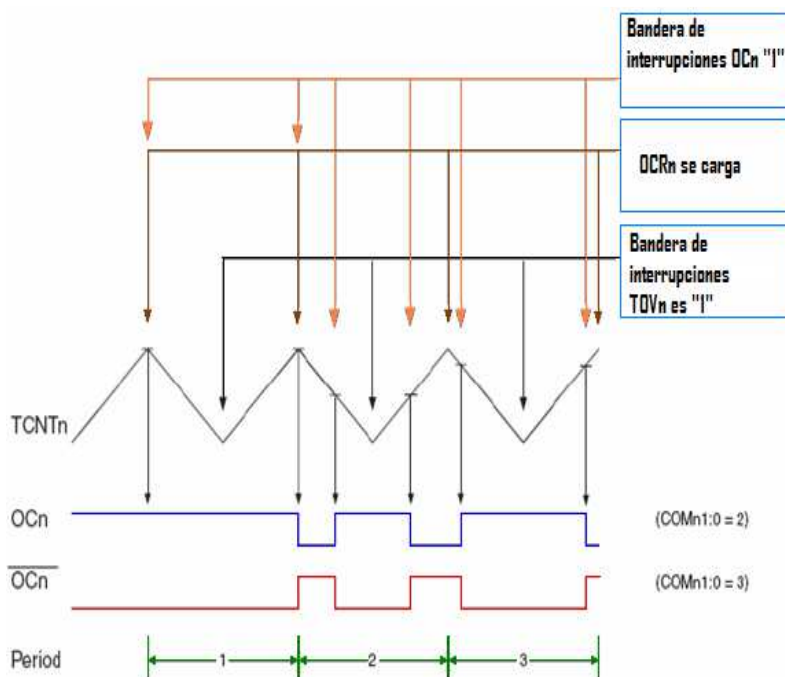 Bandera de
interrupciones OCn "1"
OCRn se carga
Bandera de
interrupciones
TOVn es "1"
TCNTn
OCn
(COMn1:0 = 2)
OCn
(COMn1:0 = 3)
Period
1
2
3